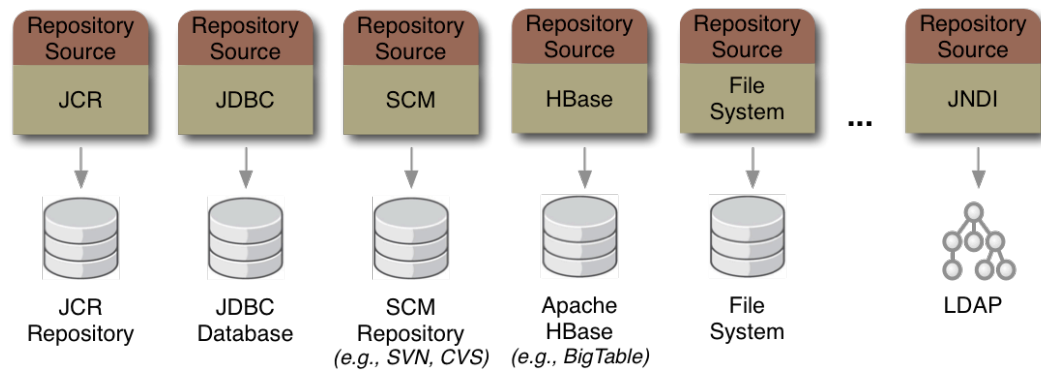 Repository
Source
JCR
Repository
Source
JDBC
Repository
Source
SCM
Repository
Source
HBase
Repository
Source
File
System
...
Repository
Source
JNDI
JCR
Repository
JDBC
Database
SCM
Repository
(e.g., SVN, CVS)
Apache
HBase
(e.g., BigTable)
File
System
LDAP